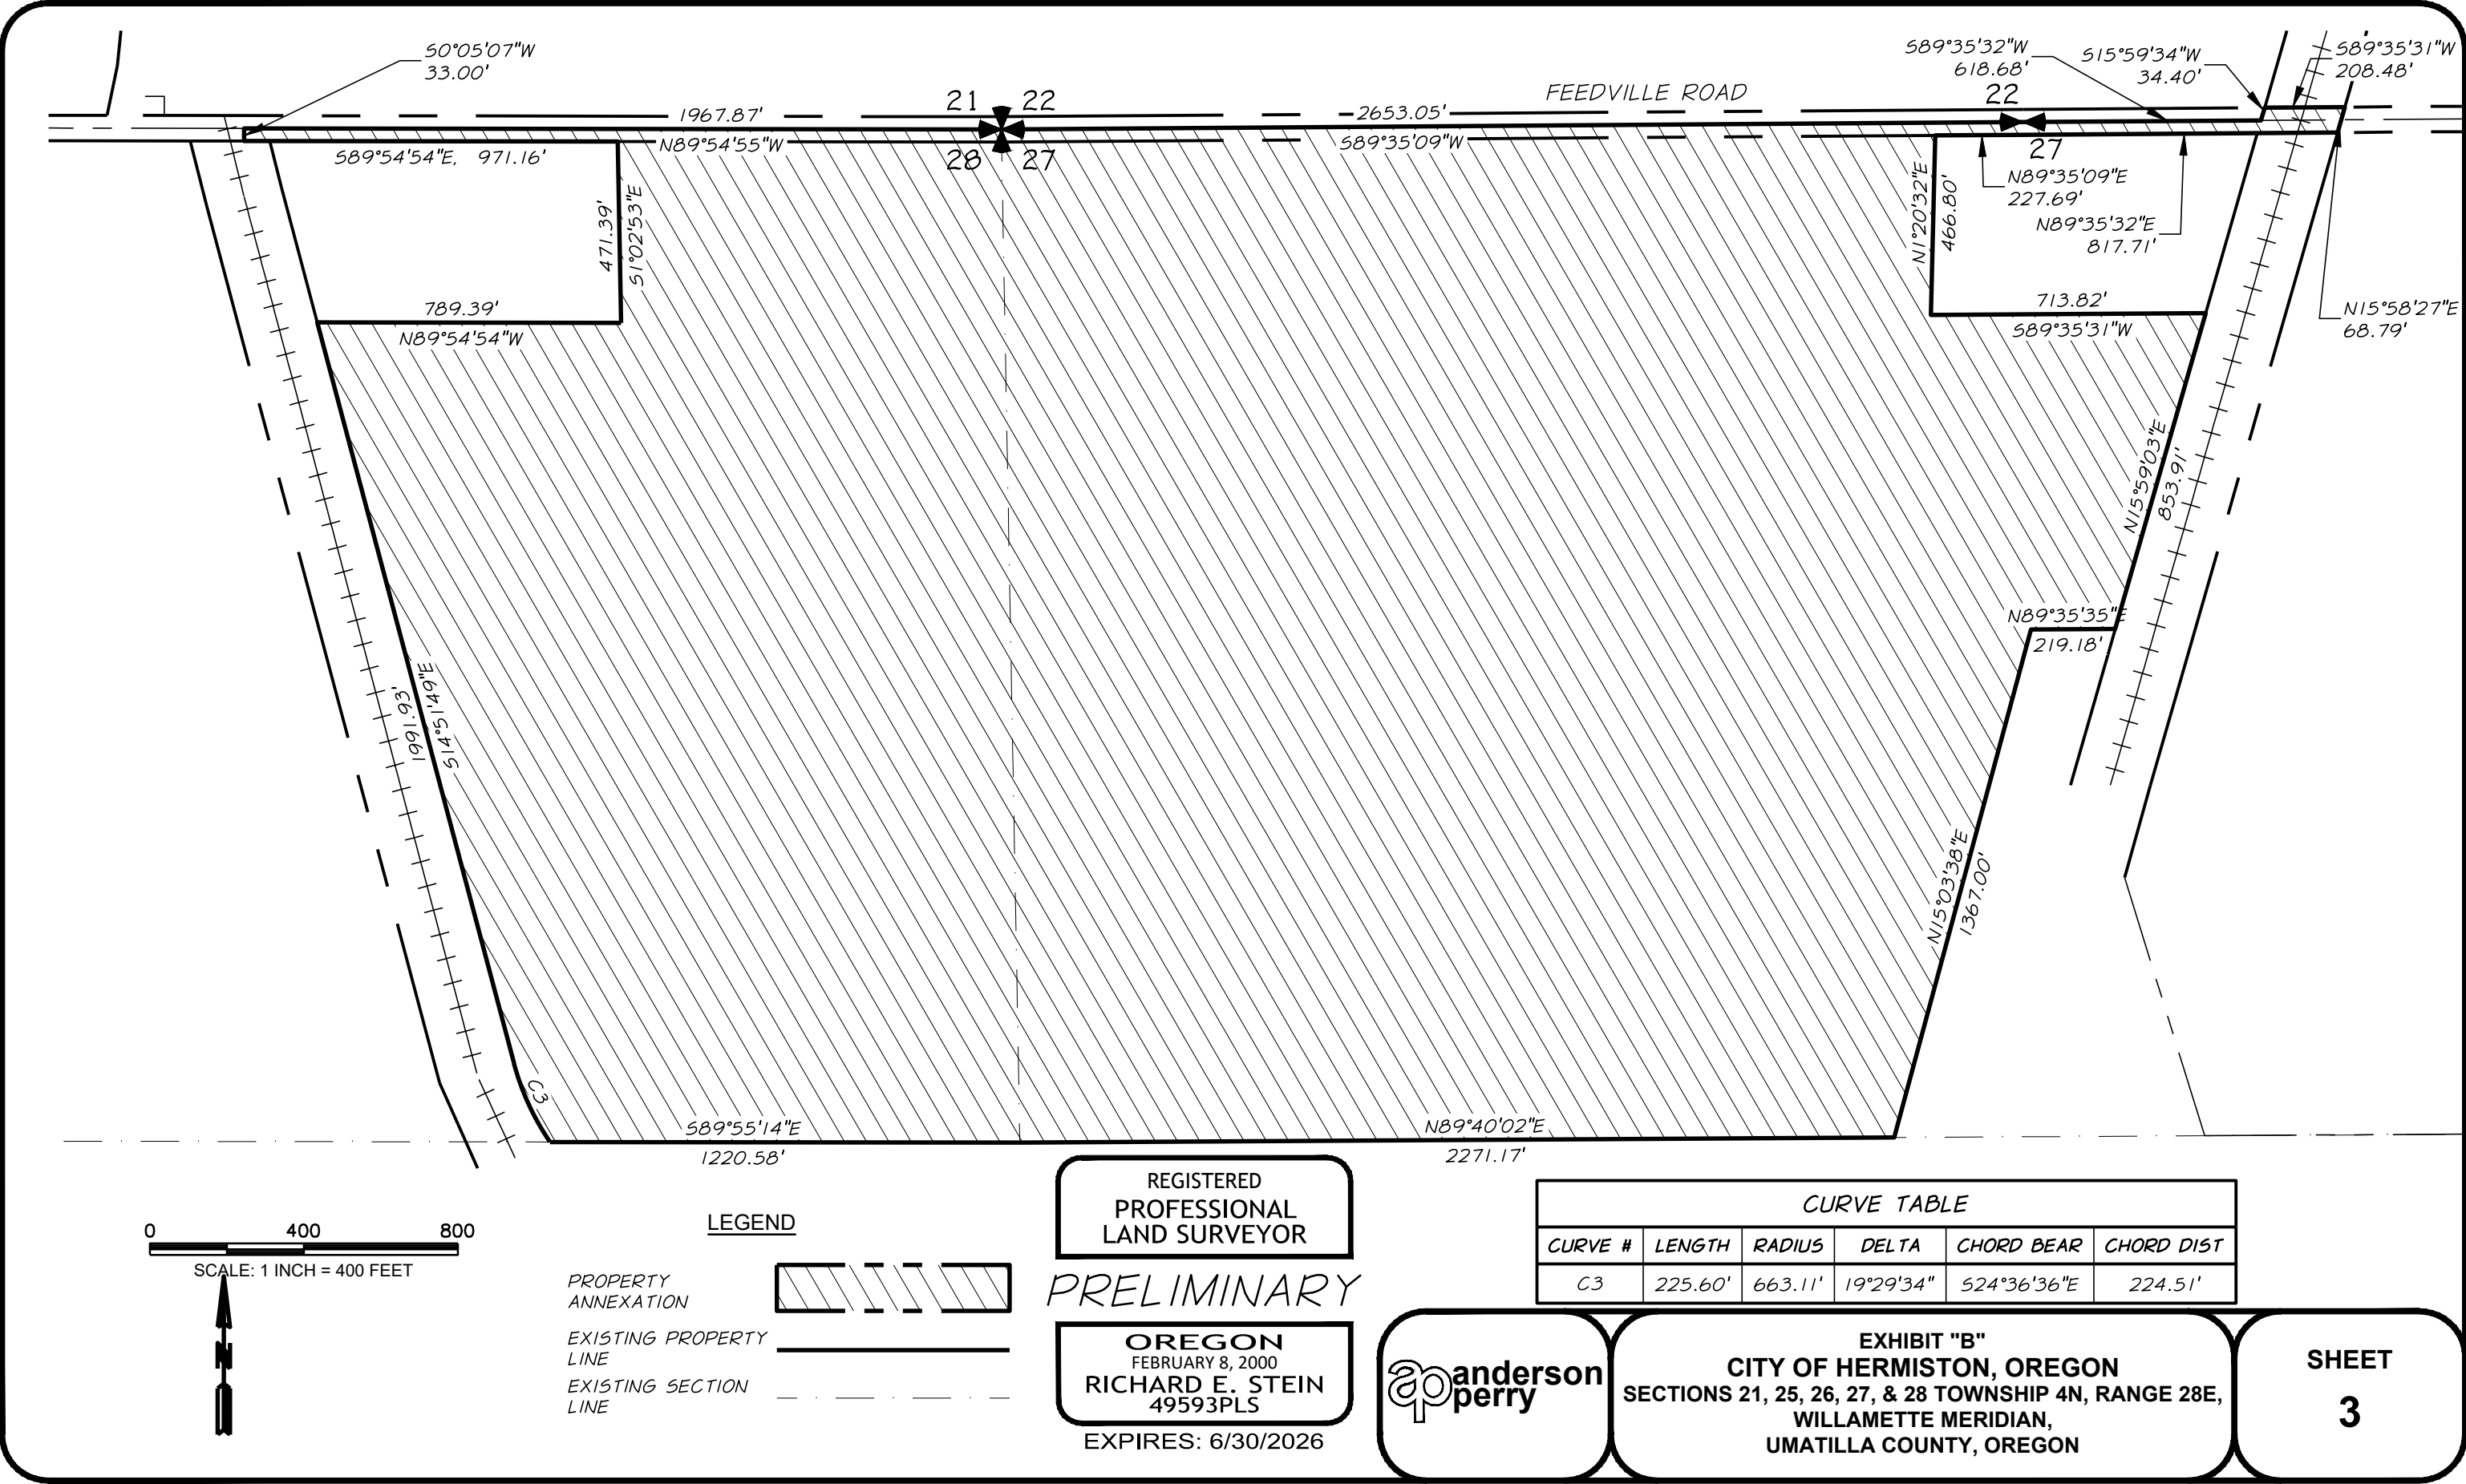 S0°05'07"W
33.00'
S89°35'32"W
618.68'
S15°59'34"W
34.40'
S89°35'31"W
208.48'
FEEDVILLE ROAD
1967.87'
N89°54'55"W
21 22
28 27
2653.05'
S89°35'09"W
22
27
S89°54'54"E, 971.16'
471.39'
S1°02'53"E
N1°20'32"E
466.80'
N89°35'09"E
227.69'
N89°35'32"E
817.71'
789.39'
N89°54'54"W
713.82'
S89°35'31"W
N15°58'27"E
68.79'
N15°59'03"E
853.91'
N89°35'35"E
219.18'
1991.93'
S14°51'49"E
N15°03'38"E
1367.00'
C3
S89°55'14"E
1220.58'
N89°40'02"E
2271.17'
0 400 800
SCALE: 1 INCH = 400 FEET
N
LEGEND
PROPERTY
ANNEXATION
EXISTING PROPERTY
LINE
EXISTING SECTION
LINE
REGISTERED
PROFESSIONAL
LAND SURVEYOR
PRELIMINARY
OREGON
FEBRUARY 8, 2000
RICHARD E. STEIN
49593PLS
EXPIRES: 6/30/2026
CURVE TABLE
CURVE # LENGTH RADIUS DELTA CHORD BEAR CHORD DIST
C3 225.60' 663.11' 19°29'34" S24°36'36"E 224.51'
ap anderson
perry
EXHIBIT "B"
CITY OF HERMISTON, OREGON
SECTIONS 21, 25, 26, 27, & 28 TOWNSHIP 4N, RANGE 28E,
WILLAMETTE MERIDIAN,
UMATILLA COUNTY, OREGON
SHEET
3